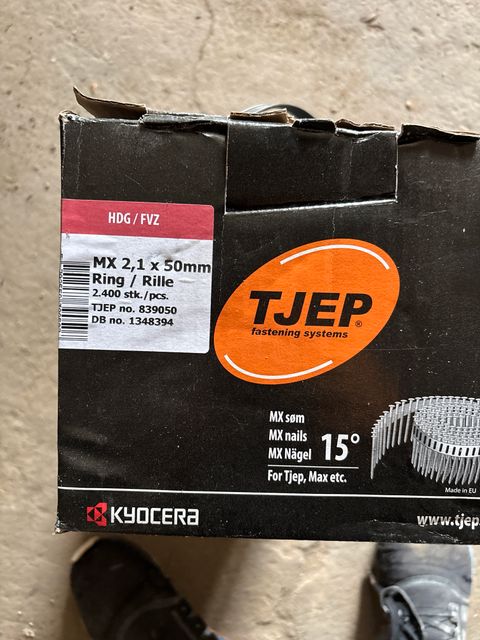 HDG / FVZ
MX 2,1 x 50mm
Ring / Rille
2.400 stk./pcs.
TJEP no. 839050
DB no. 1348394
TJEP®
fastening systems
MX søm
MX nails
MX Nägel
15°
For Tjep, Max etc.
Made in EU
KYOCERA
www.tjep.